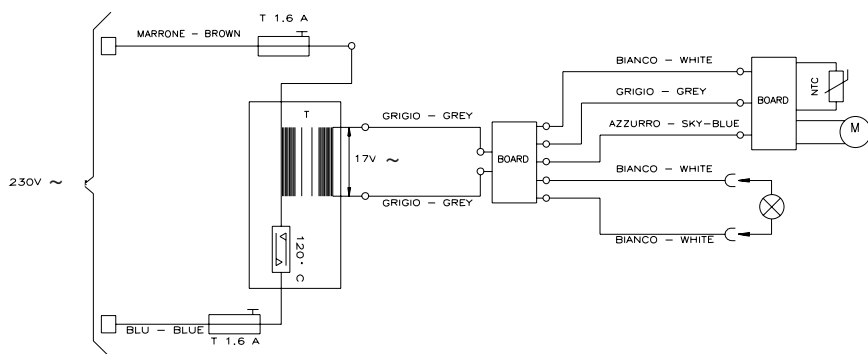 T 1.6 A
MARRONE - BROWN
230V ~
BLU - BLUE
T 1.6 A
T
120° C
17V ~
GRIGIO - GREY
GRIGIO - GREY
BOARD
BIANCO - WHITE
GRIGIO - GREY
AZZURRO - SKY-BLUE
BIANCO - WHITE
BIANCO - WHITE
BOARD
NTC
M